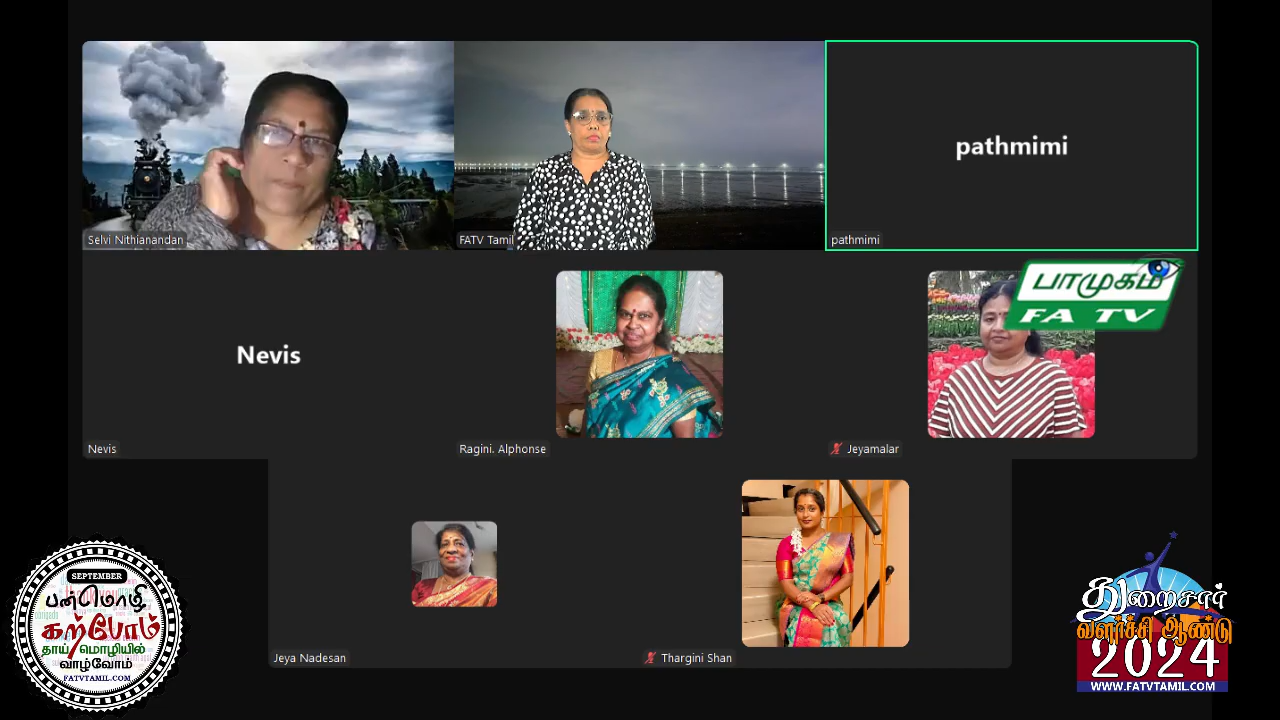 pathmimi
Selvi Nithianandan
FATV Tamil
pathmimi
பாமுகம்
FA TV
Nevis
Nevis
Ragini. Alphonse
Jeyamalar
SEPTEMBER
பன்மொழி
கற்போம்
தாய் மொழியில்
வாழ்வோம்
FATVTAMIL.COM
Jeya Nadesan
Thargini Shan
துறைசார்
வளர்ச்சி ஆண்டு
2024
WWW.FATVTAMIL.COM